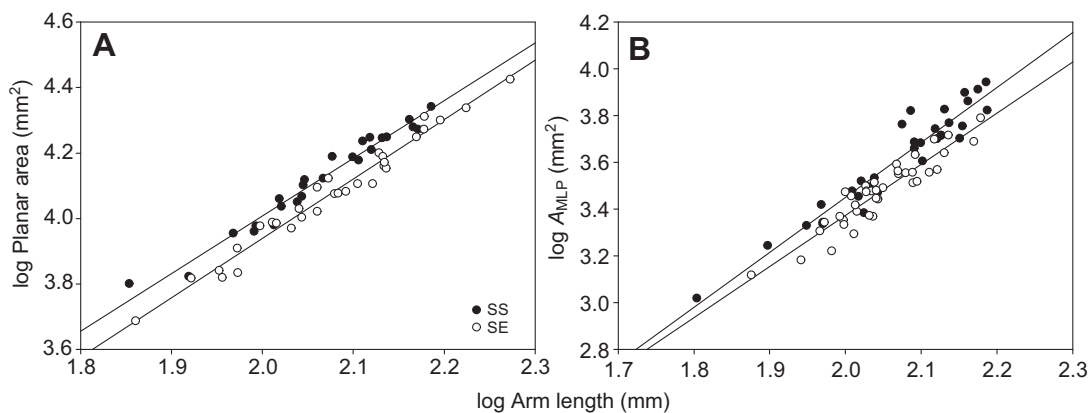 A
B
log Planar area (mm²)
4.6
4.4
4.2
4.0
3.8
3.6
1.8 1.9 2.0 2.1 2.2 2.3
SS
SE
log A_MLP (mm²)
4.2
4.0
3.8
3.6
3.4
3.2
3.0
2.8
1.7 1.8 1.9 2.0 2.1 2.2 2.3
log Arm length (mm)